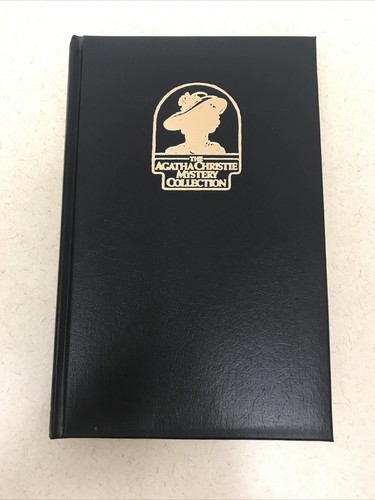 THE
AGATHA CHRISTIE
MYSTERY
COLLECTION